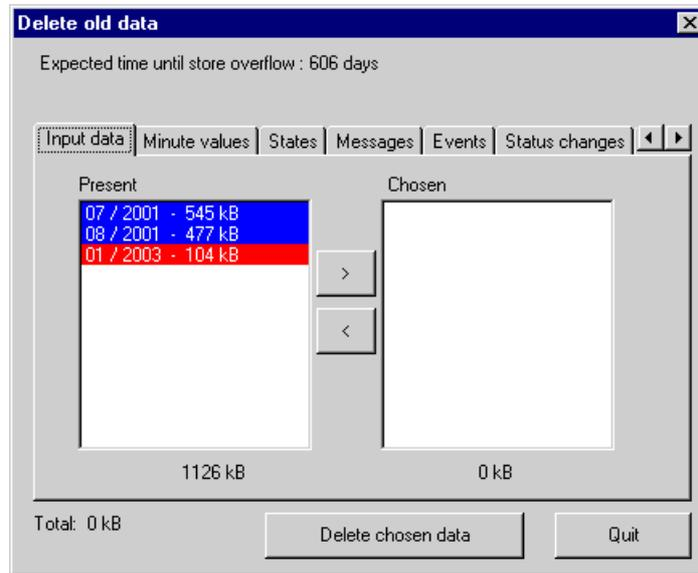 Delete old data
Expected time until store overflow : 606 days
Input data Minute values States Messages Events Status changes
Present Chosen
07 / 2001 - 545 kB
08 / 2001 - 477 kB
01 / 2003 - 104 kB
>
<
1126 kB 0 kB
Total: 0 kB Delete chosen data Quit